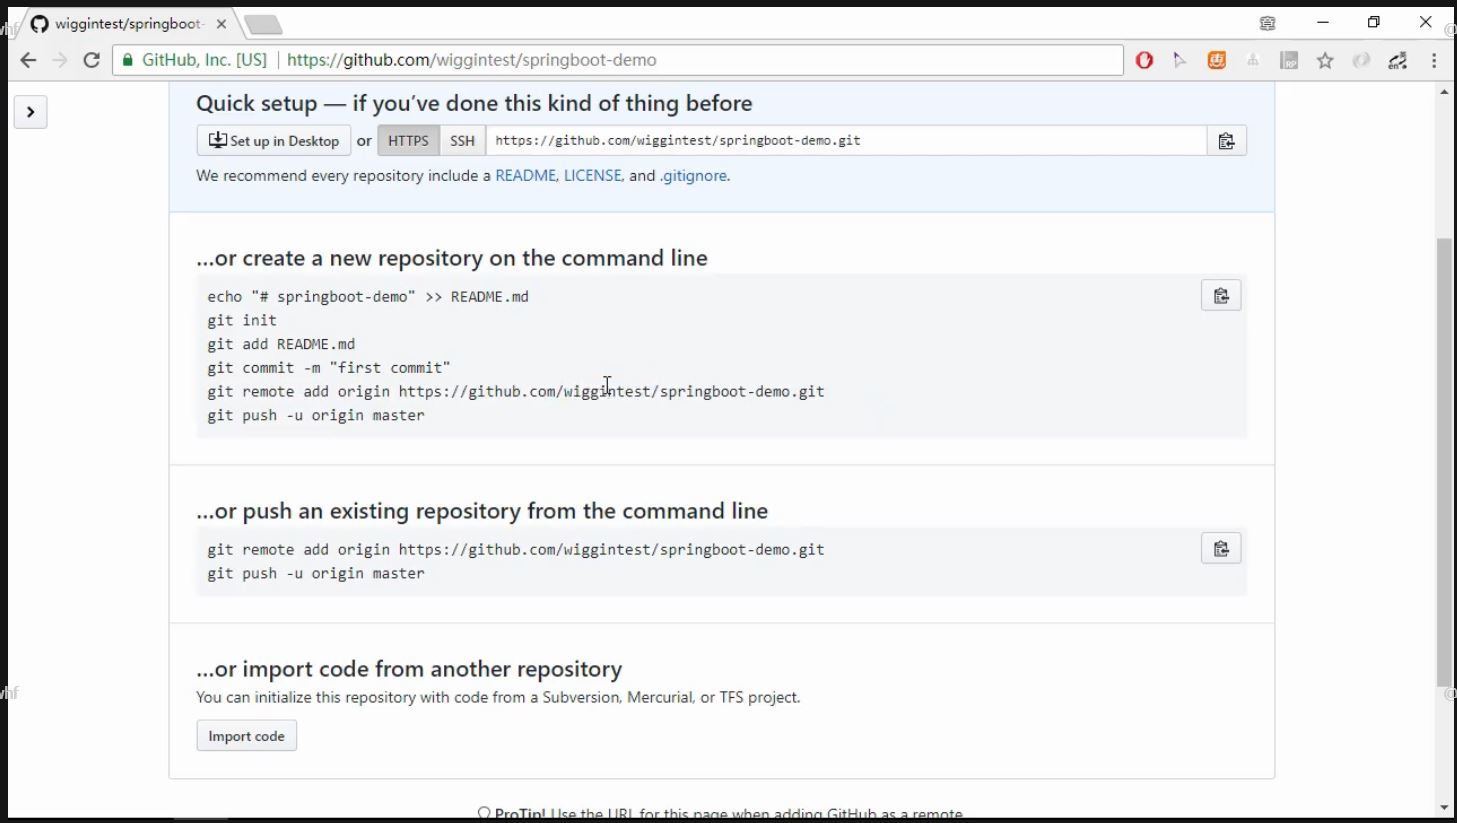 wiggintest/springboot-
GitHub, Inc. [US] https://github.com/wiggintest/springboot-demo
Quick setup — if you've done this kind of thing before
Set up in Desktop or HTTPS SSH https://github.com/wiggintest/springboot-demo.git
We recommend every repository include a README, LICENSE, and .gitignore.
...or create a new repository on the command line
echo "# springboot-demo" >> README.md
git init
git add README.md
git commit -m "first commit"
git remote add origin https://github.com/wiggintest/springboot-demo.git
git push -u origin master
...or push an existing repository from the command line
git remote add origin https://github.com/wiggintest/springboot-demo.git
git push -u origin master
...or import code from another repository
You can initialize this repository with code from a Subversion, Mercurial, or TFS project.
Import code
ProTip! Use the URL for this page when adding GitHub as a remote.